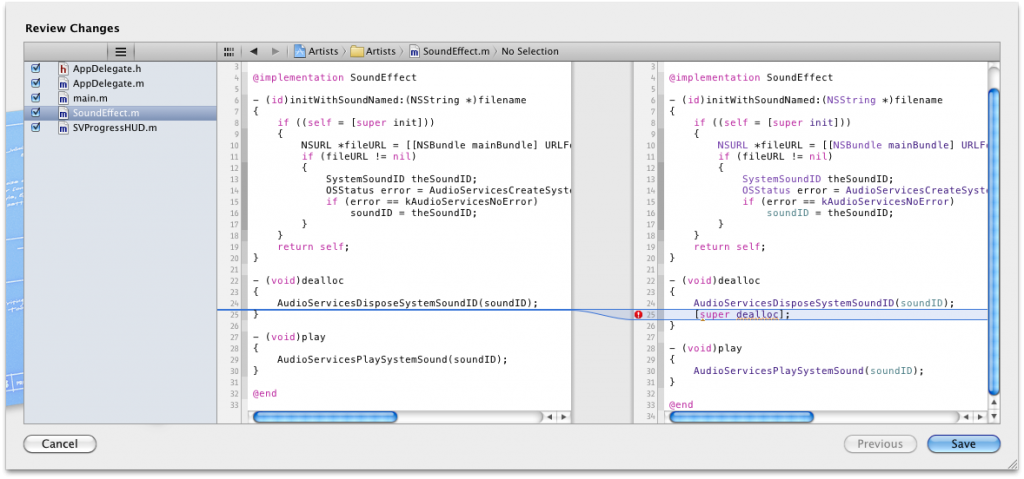 Review Changes
Artists Artists SoundEffect.m No Selection
h AppDelegate.h
m AppDelegate.m
m main.m
m SoundEffect.m
m SVProgressHUD.m
3
4 @implementation SoundEffect
5
6 - (id)initWithSoundNamed:(NSString *)filename
7 {
8 if ((self = [super init]))
9 {
10 NSURL *fileURL = [[NSBundle mainBundle] URLFo
11 if (fileURL != nil)
12 {
13 SystemSoundID theSoundID;
14 OSStatus error = AudioServicesCreateSyste
15 if (error == kAudioServicesNoError)
16 soundID = theSoundID;
17 }
18 }
19 return self;
20 }
21
22 - (void)dealloc
23 {
24 AudioServicesDisposeSystemSoundID(soundID);
25 }
26
27 - (void)play
28 {
29 AudioServicesPlaySystemSound(soundID);
30 }
31
32 @end
33
3
4 @implementation SoundEffect
5
6 - (id)initWithSoundNamed:(NSString *)filename
7 {
8 if ((self = [super init]))
9 {
10 NSURL *fileURL = [[NSBundle mainBundle] URLFo
11 if (fileURL != nil)
12 {
13 SystemSoundID theSoundID;
14 OSStatus error = AudioServicesCreateSyste
15 if (error == kAudioServicesNoError)
16 soundID = theSoundID;
17 }
18 }
19 return self;
20 }
21
22 - (void)dealloc
23 {
24 AudioServicesDisposeSystemSoundID(soundID);
25 [super dealloc];
26 }
27
28 - (void)play
29 {
30 AudioServicesPlaySystemSound(soundID);
31 }
32
33 @end
34
Cancel
Previous
Save